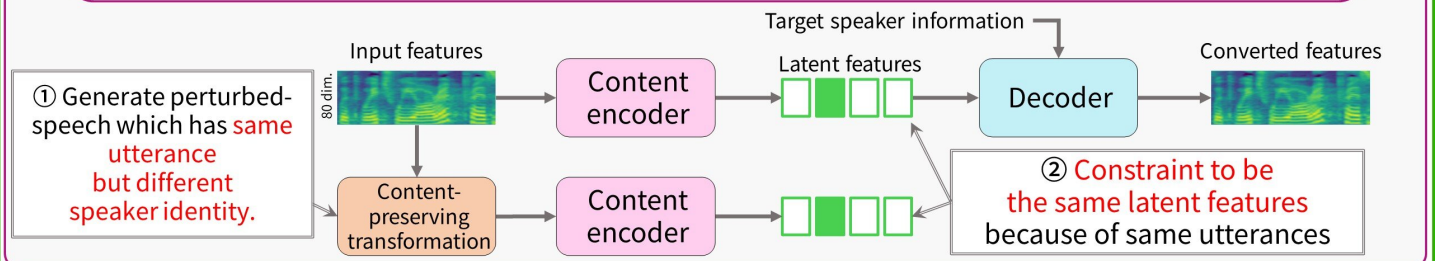 Target speaker information
Input features
Latent features
Converted features
80 dim.
① Generate perturbed-
speech which has same
utterance
but different
speaker identity.
Content
encoder
Decoder
Content-
preserving
transformation
Content
encoder
② Constraint to be
the same latent features
because of same utterances